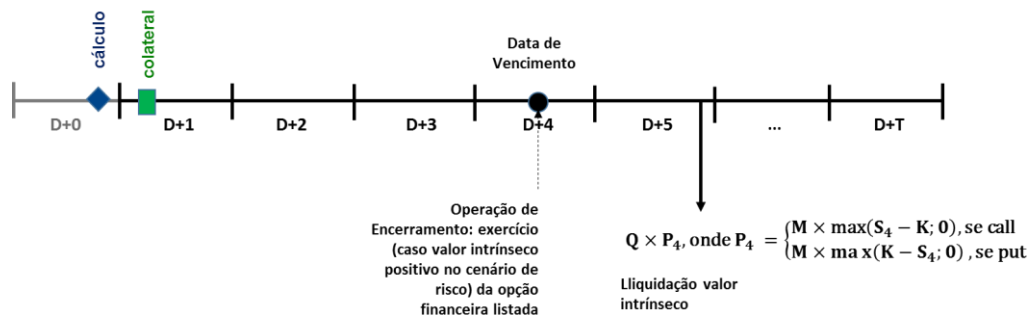 cálculo
colateral
Data de
Vencimento
D+0
D+1
D+2
D+3
D+4
D+5
...
D+T
Operação de
Encerramento: exercício
(caso valor intrínseco
positivo no cenário de
risco) da opção
financeira listada
Q × P₄, onde P₄ = { M × max(S₄ − K; 0), se call
M × ma x(K − S₄; 0) , se put
Lliquidação valor
intrínseco